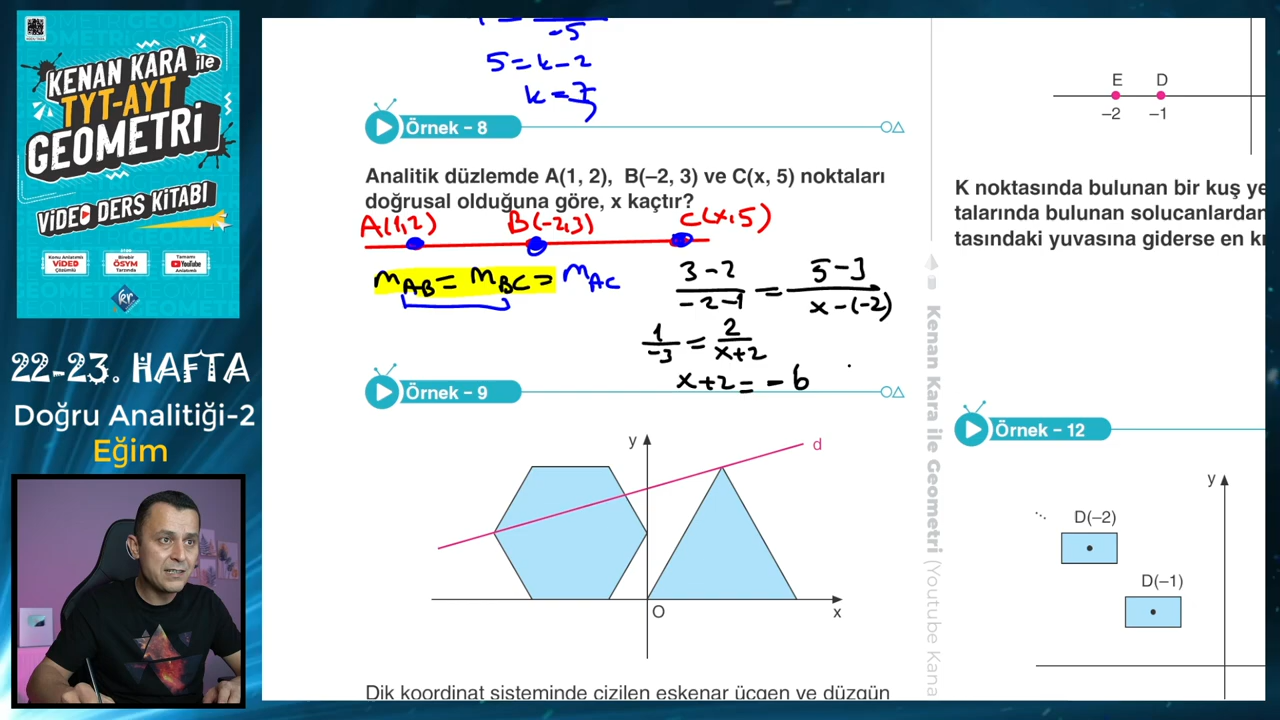 KENAN KARA ile
TYT-AYT
GEOMETRİ
VİDEO DERS KİTABI
22-23. HAFTA
Doğru Analitiği-2
Eğim
-5
5 = k - 2
k = 7
Örnek - 8
Analitik düzlemde A(1, 2), B(–2, 3) ve C(x, 5) noktaları
doğrusal olduğuna göre, x kaçtır?
A(1,2) B(-2,3) C(x,5)
mAB = mBC = mAC
3-2 / -2-1 = 5-3 / x-(-2)
1/-3 = 2/x+2
x+2 = -6
Örnek - 9
y
d
O
x
Dik koordinat sisteminde çizilen eşkenar üçgen ve düzgün
Kenan Kara ile Geometri (Youtube Kana
E D
–2 –1
K noktasında bulunan bir kuş ye
talarında bulunan solucanlardan
tasındaki yuvasına giderse en kı
Örnek - 12
y
D(–2)
D(–1)